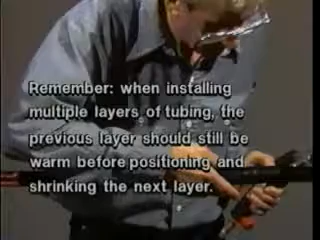 Remember: when installing
multiple layers of tubing, the
previous layer should still be
warm before positioning and
shrinking the next layer.